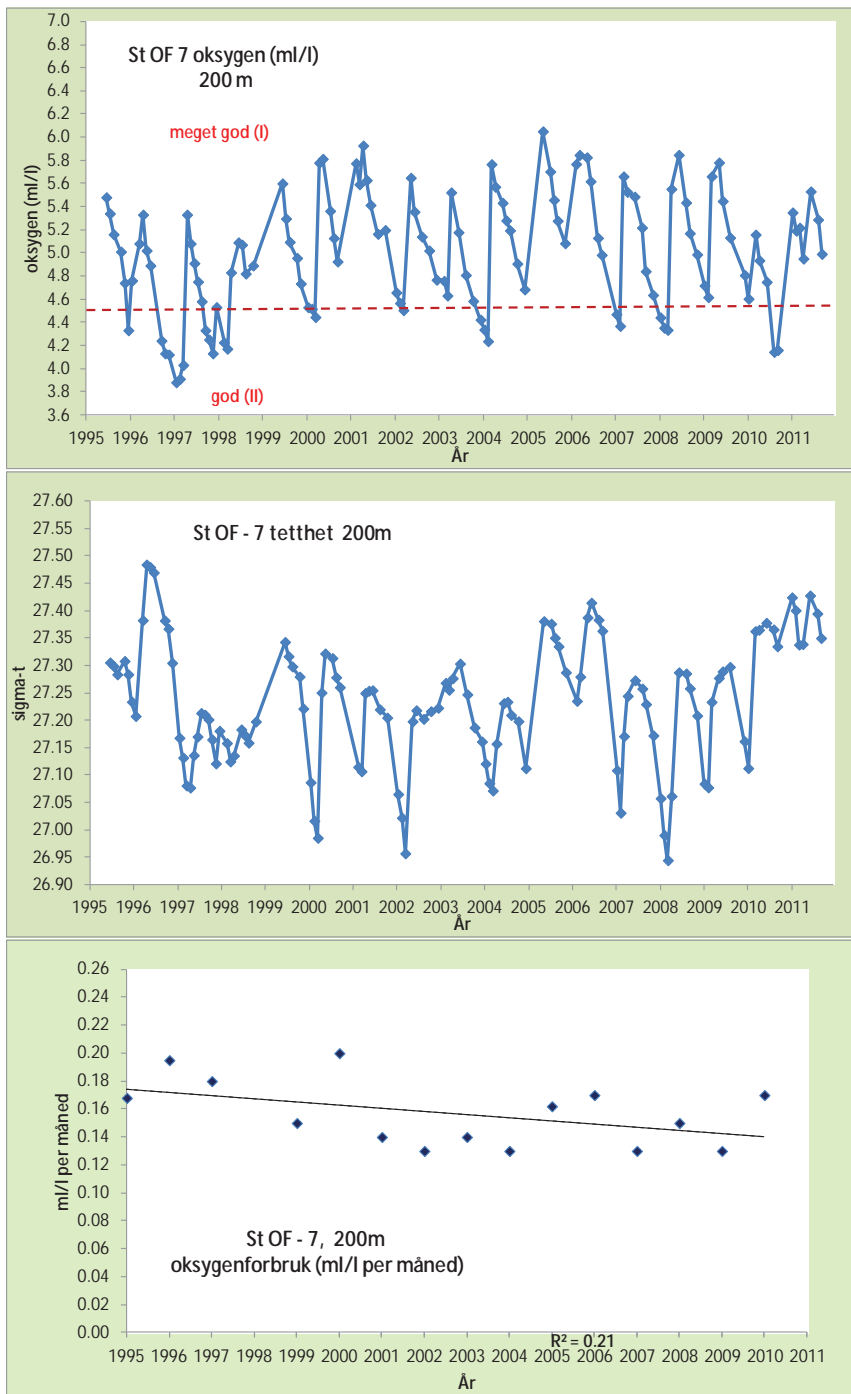 St OF 7 oksygen (ml/l)
200 m
meget god (I)
god (II)
oksygen (ml/l)
7.0
6.8
6.6
6.4
6.2
6.0
5.8
5.6
5.4
5.2
5.0
4.8
4.6
4.4
4.2
4.0
3.8
3.6
1995 1996 1997 1998 1999 2000 2001 2002 2003 2004 2005 2006 2007 2008 2009 2010 2011
År
St OF - 7 tetthet 200m
sigma-t
27.60
27.55
27.50
27.45
27.40
27.35
27.30
27.25
27.20
27.15
27.10
27.05
27.00
26.95
26.90
1995 1996 1997 1998 1999 2000 2001 2002 2003 2004 2005 2006 2007 2008 2009 2010 2011
År
ml/l per måned
0.26
0.24
0.22
0.20
0.18
0.16
0.14
0.12
0.10
0.08
0.06
0.04
0.02
0.00
St OF - 7, 200m
oksygenforbruk (ml/l per måned)
R² = 0.21
1995 1996 1997 1998 1999 2000 2001 2002 2003 2004 2005 2006 2007 2008 2009 2010 2011
År